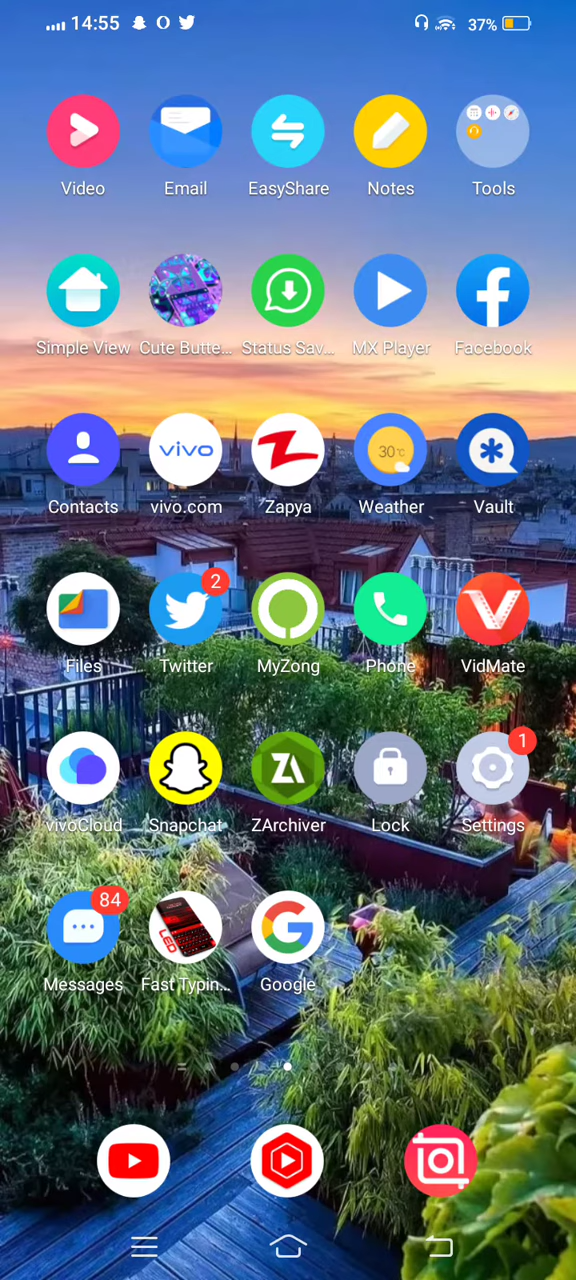 14:55
37%
Video Email EasyShare Notes Tools
Simple View Cute Butte... Status Sav... MX Player Facebook
30℃
vivo
Contacts vivo.com Zapya Weather Vault
2
Files Twitter MyZong Phone VidMate
1
vivoCloud Snapchat ZArchiver Lock Settings
84
LED
Messages Fast Typin... Google